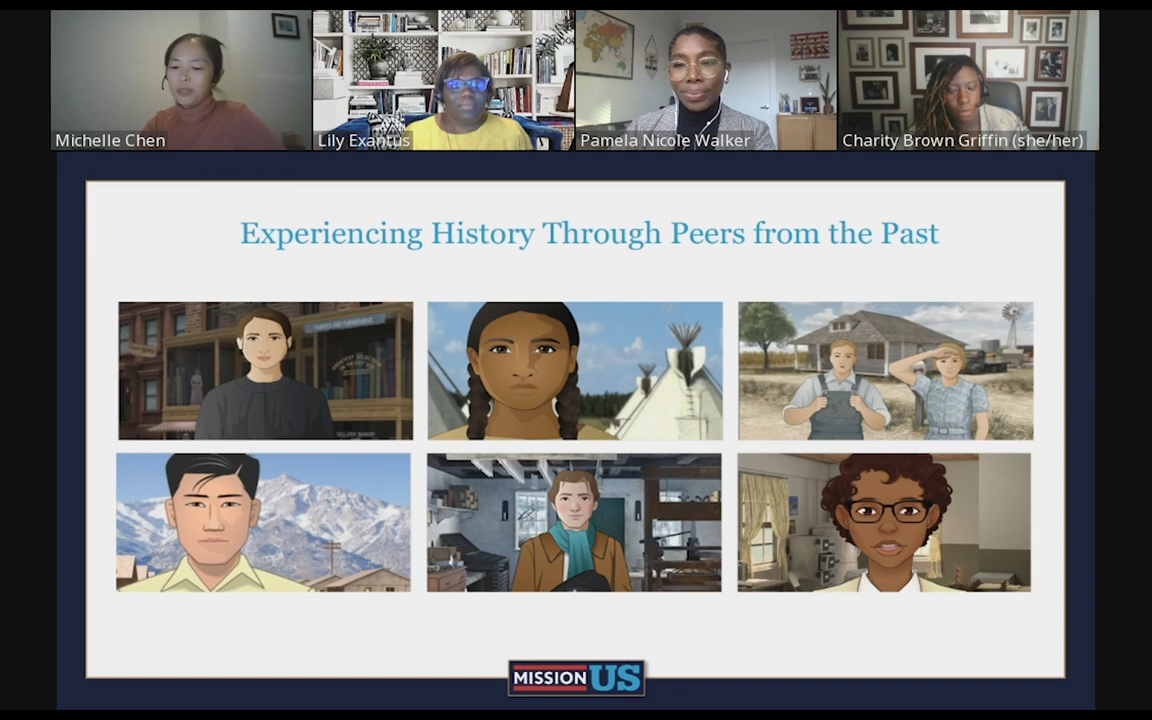 Michelle Chen
Lily Exantus
Pamela Nicole Walker
Charity Brown Griffin (she/her)
Experiencing History Through Peers from the Past
MISSION US